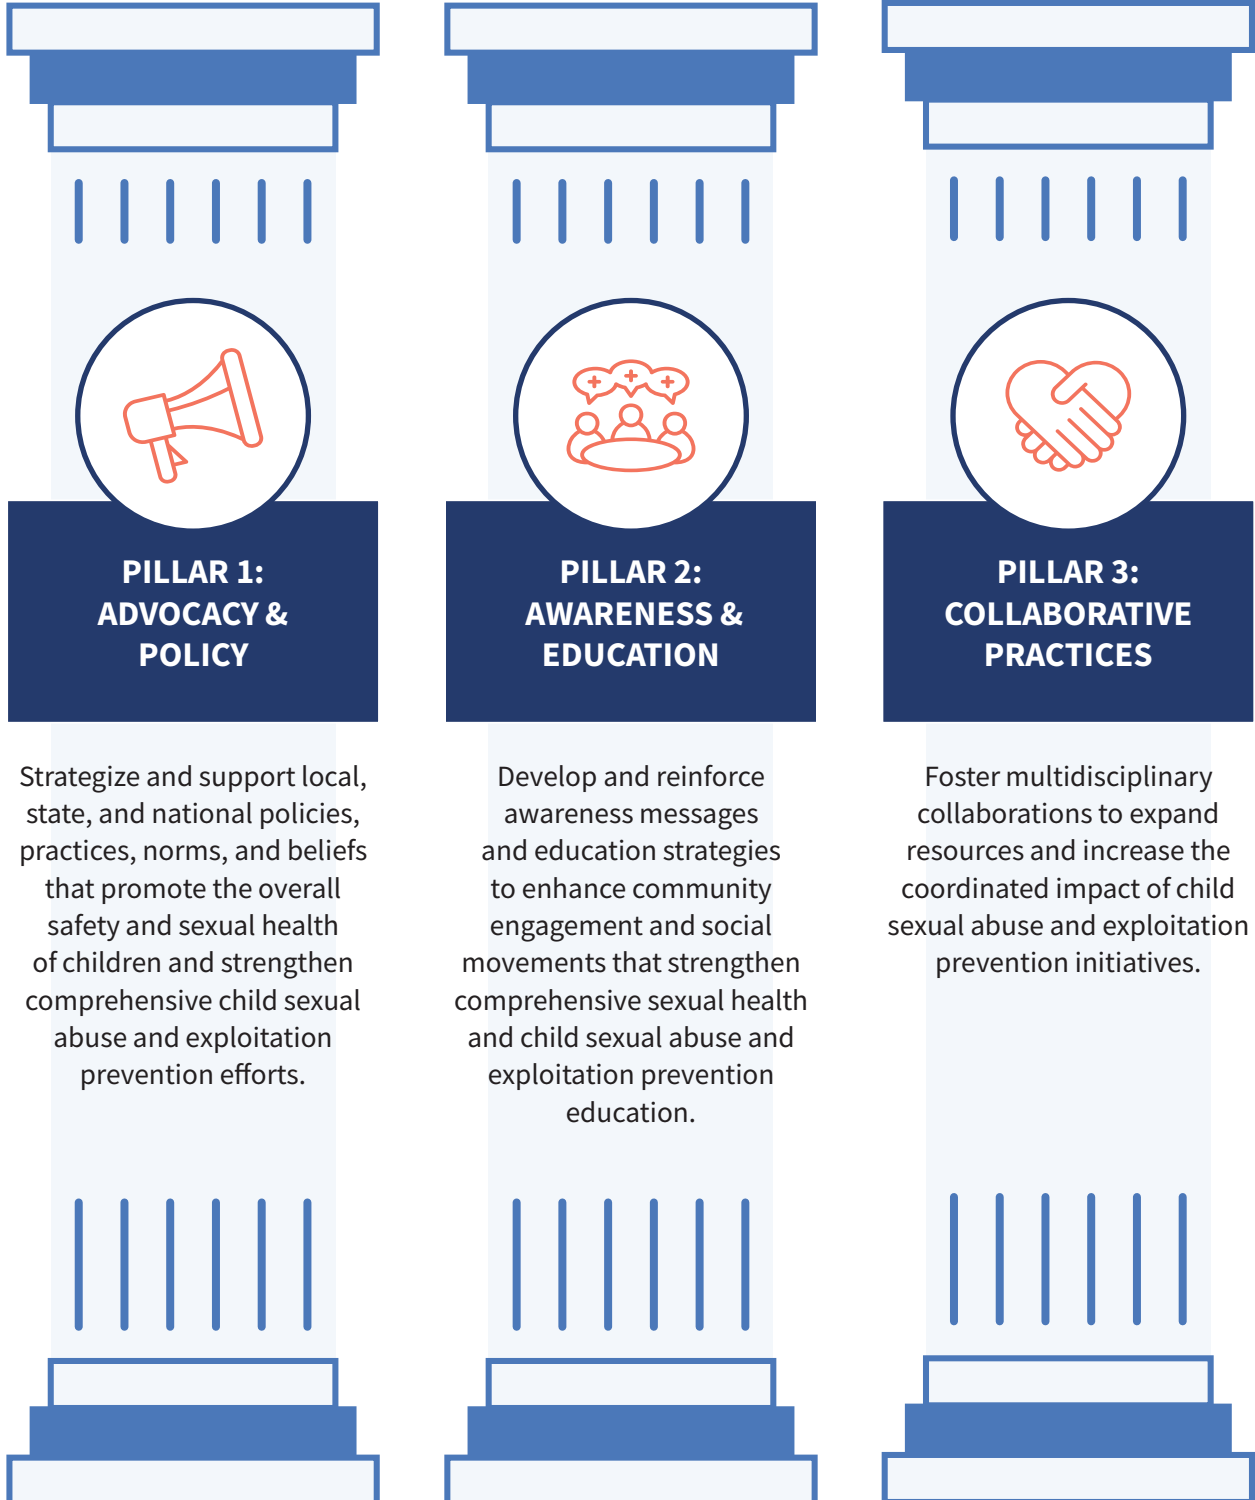 PILLAR 1:
ADVOCACY &
POLICY
Strategize and support local,
state, and national policies,
practices, norms, and beliefs
that promote the overall
safety and sexual health
of children and strengthen
comprehensive child sexual
abuse and exploitation
prevention efforts.
PILLAR 2:
AWARENESS &
EDUCATION
Develop and reinforce
awareness messages
and education strategies
to enhance community
engagement and social
movements that strengthen
comprehensive sexual health
and child sexual abuse and
exploitation prevention
education.
PILLAR 3:
COLLABORATIVE
PRACTICES
Foster multidisciplinary
collaborations to expand
resources and increase the
coordinated impact of child
sexual abuse and exploitation
prevention initiatives.